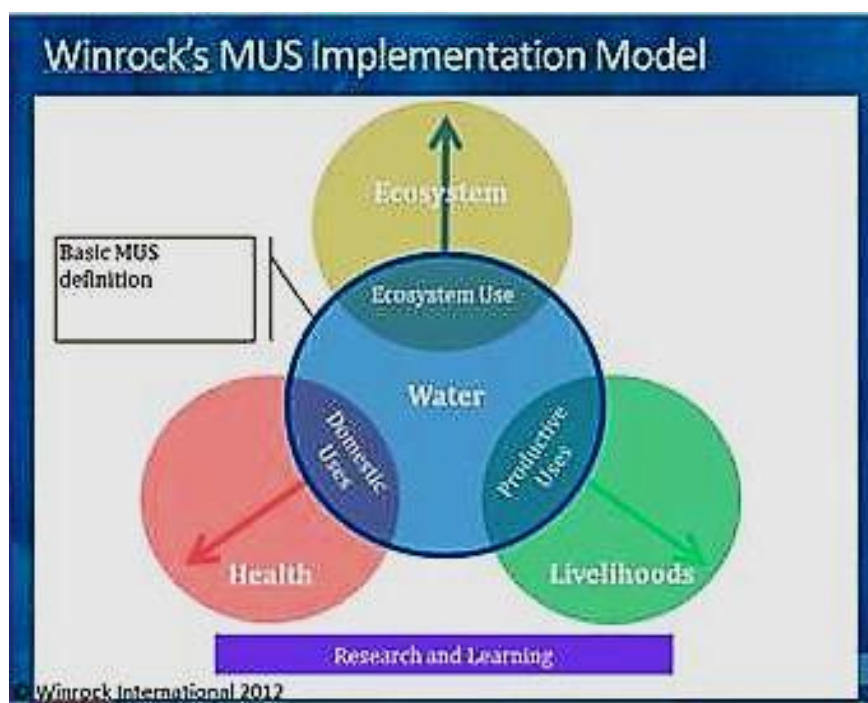 Winrock's MUS Implementation Model
Ecosystem
Basic MUS
definition
Ecosystem Use
Water
Domestic
Uses
Productive
Uses
Health
Livelihoods
Research and Learning
© Winrock International 2012